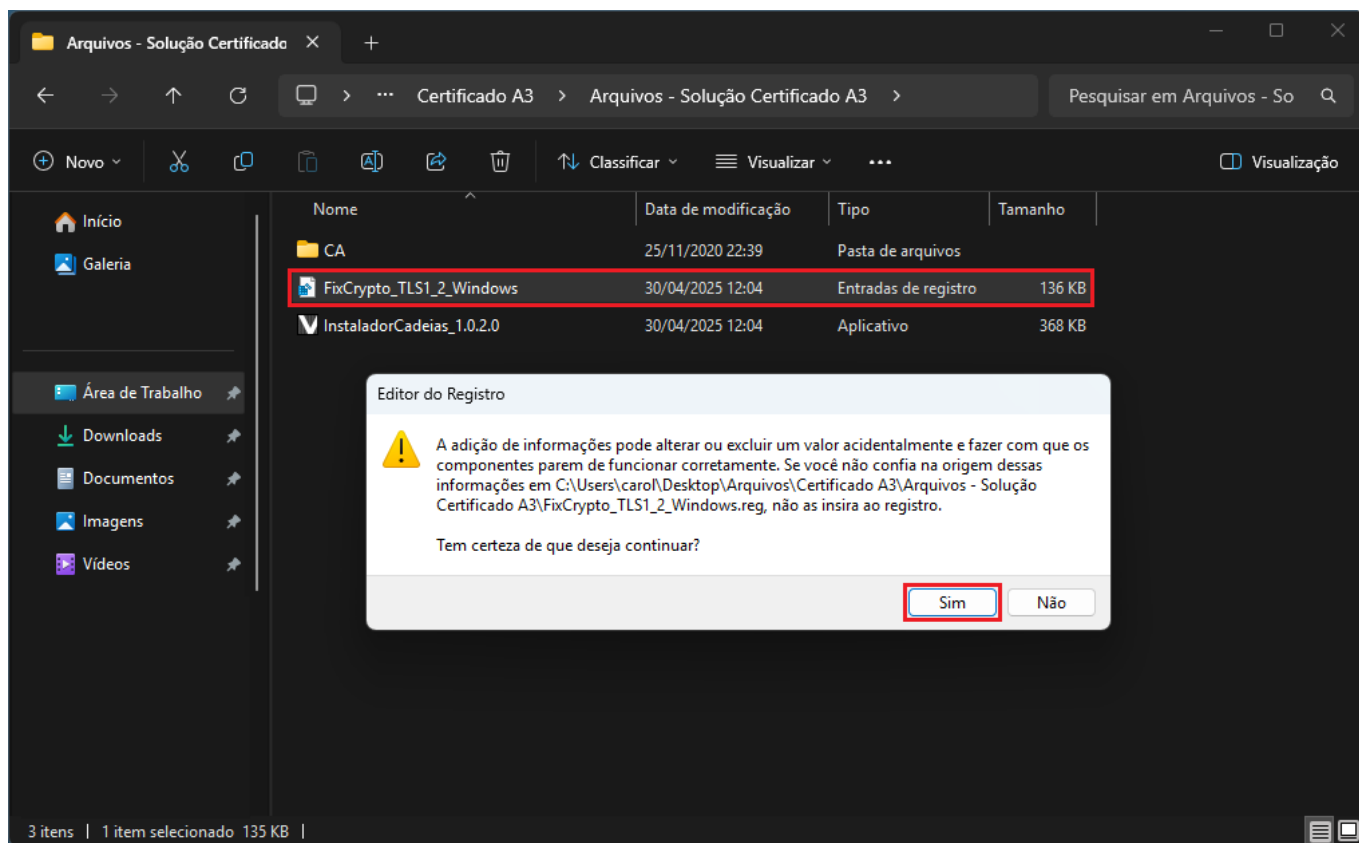 Arquivos - Solução Certificado
Certificado A3 > Arquivos - Solução Certificado A3 >
Pesquisar em Arquivos - So
Novo
Classificar
Visualizar
Visualização
Nome Data de modificação Tipo Tamanho
Início
Galeria
CA 25/11/2020 22:39 Pasta de arquivos
FixCrypto_TLS1_2_Windows 30/04/2025 12:04 Entradas de registro 136 KB
InstaladorCadeias_1.0.2.0 30/04/2025 12:04 Aplicativo 368 KB
Área de Trabalho
Downloads
Documentos
Imagens
Vídeos
Editor do Registro
A adição de informações pode alterar ou excluir um valor acidentalmente e fazer com que os
componentes parem de funcionar corretamente. Se você não confia na origem dessas
informações em C:\Users\carol\Desktop\Arquivos\Certificado A3\Arquivos - Solução
Certificado A3\FixCrypto_TLS1_2_Windows.reg, não as insira ao registro.
Tem certeza de que deseja continuar?
Sim Não
3 itens | 1 item selecionado 135 KB |